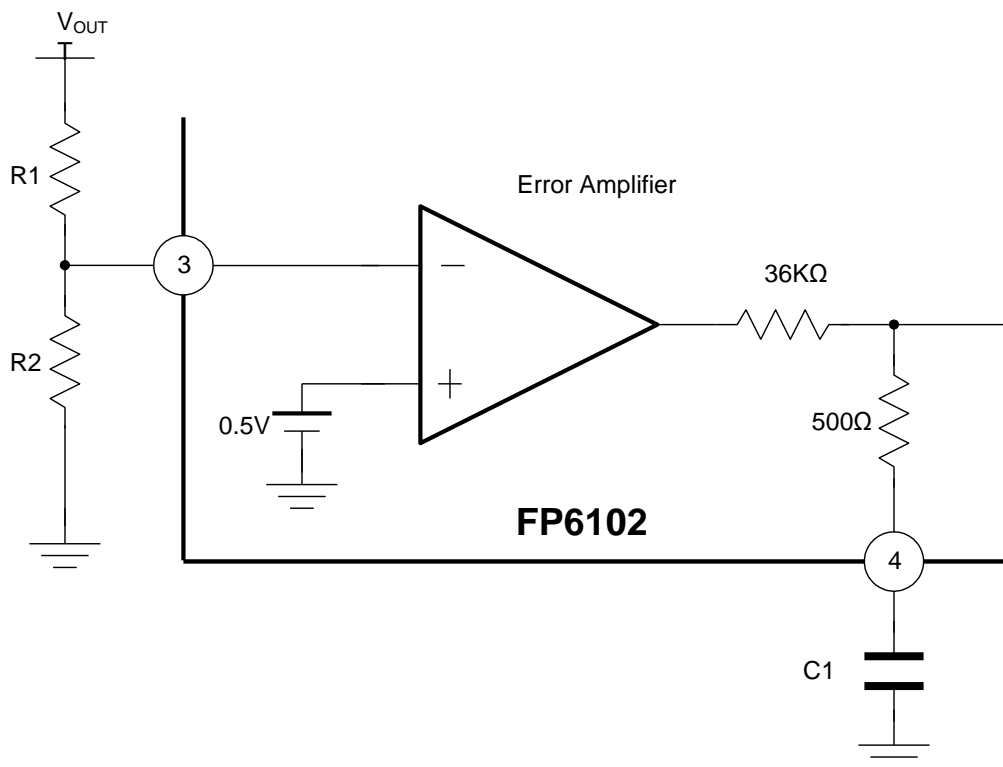 VOUT
R1
Error Amplifier
3
−
36KΩ
R2
+
0.5V
500Ω
FP6102
4
C1